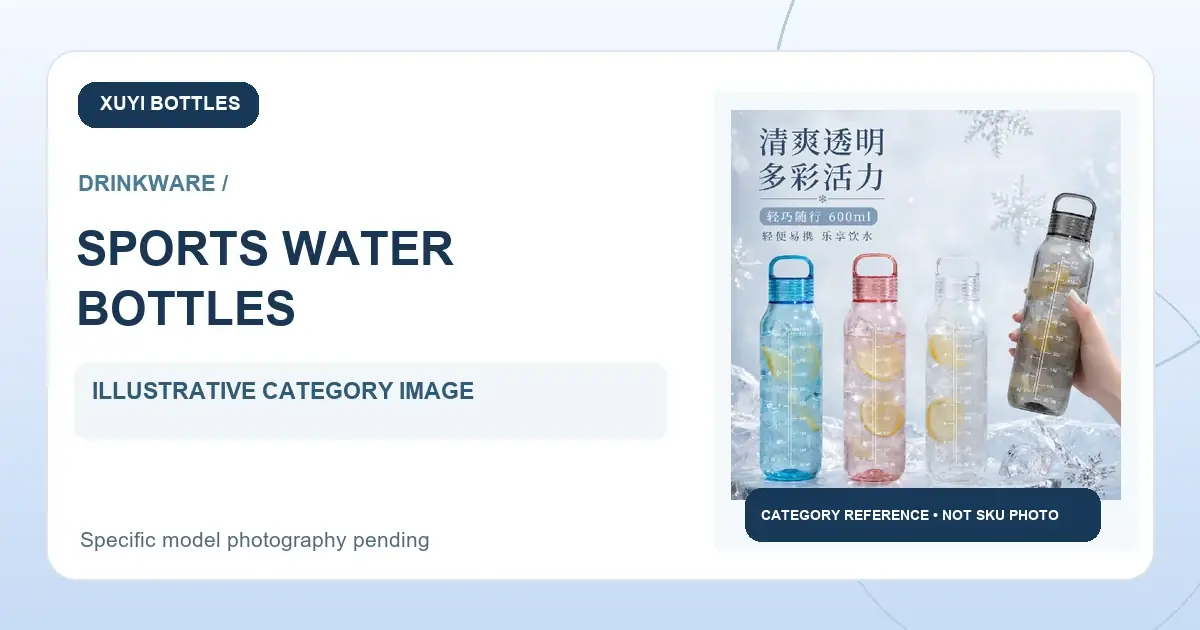 XUYI BOTTLES
DRINKWARE /
SPORTS WATER
BOTTLES
ILLUSTRATIVE CATEGORY IMAGE
Specific model photography pending
清爽透明
多彩活力
轻巧随行 600ml
轻便易携 乐享饮水
CATEGORY REFERENCE • NOT SKU PHOTO